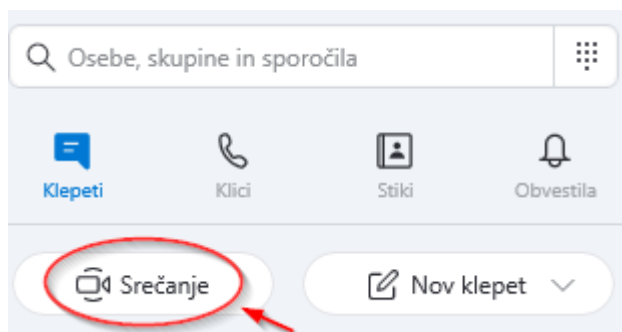 Osebe, skupine in sporočila
Klepeti Klici Stiki Obvestila
Srečanje Nov klepet